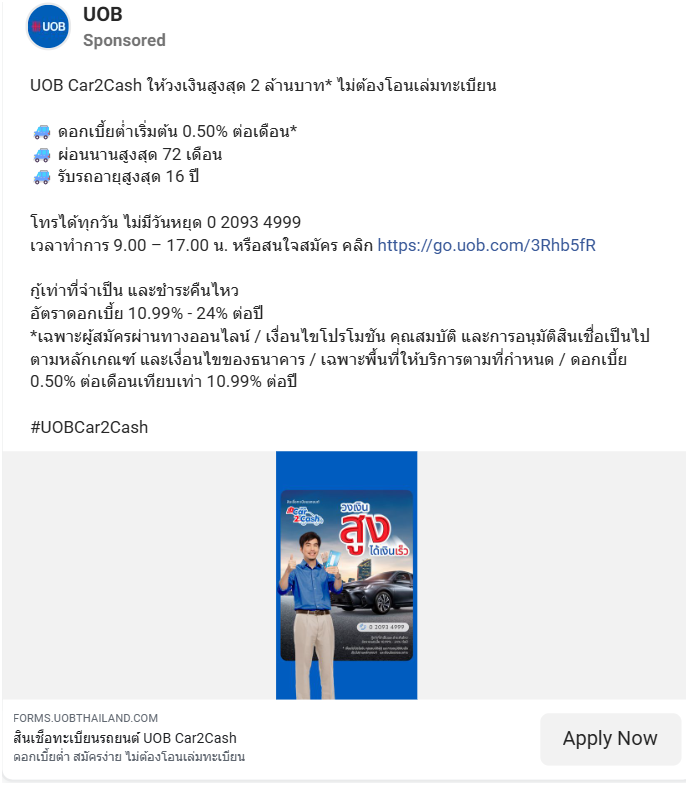 UOB
UOB
Sponsored
UOB Car2Cash ให้วงเงินสูงสุด 2 ล้านบาท* ไม่ต้องโอนเล่มทะเบียน
🚙 ดอกเบี้ยต่ำเริ่มต้น 0.50% ต่อเดือน*
🚙 ผ่อนนานสูงสุด 72 เดือน
🚙 รับรถอายุสูงสุด 16 ปี
โทรได้ทุกวัน ไม่มีวันหยุด 0 2093 4999
เวลาทำการ 9.00 – 17.00 น. หรือสนใจสมัคร คลิก https://go.uob.com/3Rhb5fR
กู้เท่าที่จำเป็น และชำระคืนไหว
อัตราดอกเบี้ย 10.99% - 24% ต่อปี
*เฉพาะผู้สมัครผ่านทางออนไลน์ / เงื่อนไขโปรโมชัน คุณสมบัติ และการอนุมัติสินเชื่อเป็นไป
ตามหลักเกณฑ์ และเงื่อนไขของธนาคาร / เฉพาะพื้นที่ให้บริการตามที่กำหนด / ดอกเบี้ย
0.50% ต่อเดือนเทียบเท่า 10.99% ต่อปี
#UOBCar2Cash
car
2Cash
วงเงิน
สูง
ได้เงินเร็ว
0 2093 4999
FORMS.UOBTHAILAND.COM
สินเชื่อทะเบียนรถยนต์ UOB Car2Cash
ดอกเบี้ยต่ำ สมัครง่าย ไม่ต้องโอนเล่มทะเบียน
Apply Now